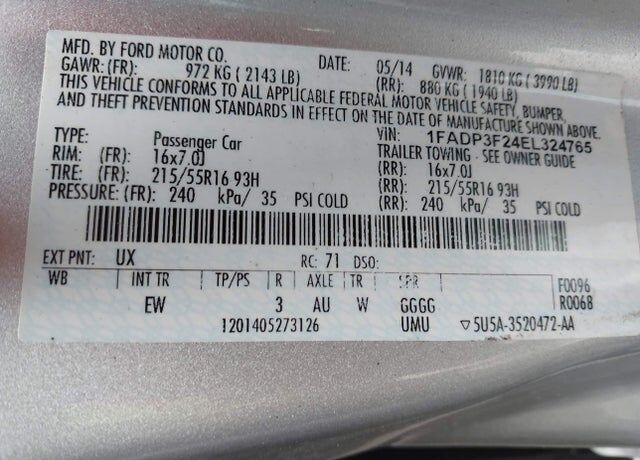 MFD. BY FORD MOTOR CO.
DATE: 05/14 GVWR: 1810 KG ( 3990 LB)
GAWR: (FR): 972 KG ( 2143 LB) (RR): 880 KG ( 1940 LB)
THIS VEHICLE CONFORMS TO ALL APPLICABLE FEDERAL MOTOR VEHICLE SAFETY, BUMPER,
AND THEFT PREVENTION STANDARDS IN EFFECT ON THE DATE OF MANUFACTURE SHOWN ABOVE.
VIN: 1FADP3F24EL324765
TYPE: Passenger Car TRAILER TOWING - SEE OWNER GUIDE
RIM: (FR): 16x7.0J (RR): 16x7.0J
TIRE: (FR): 215/55R16 93H (RR): 215/55R16 93H
PRESSURE: (FR): 240 kPa/ 35 PSI COLD (RR): 240 kPa/ 35 PSI COLD
EXT PNT: UX RC: 71 DSO:
WB INT TR TP/PS R AXLE TR SPR F0096
EW 3 AU W GGGG R0068
1201405273126 UMU ▽5U5A-3520472-AA